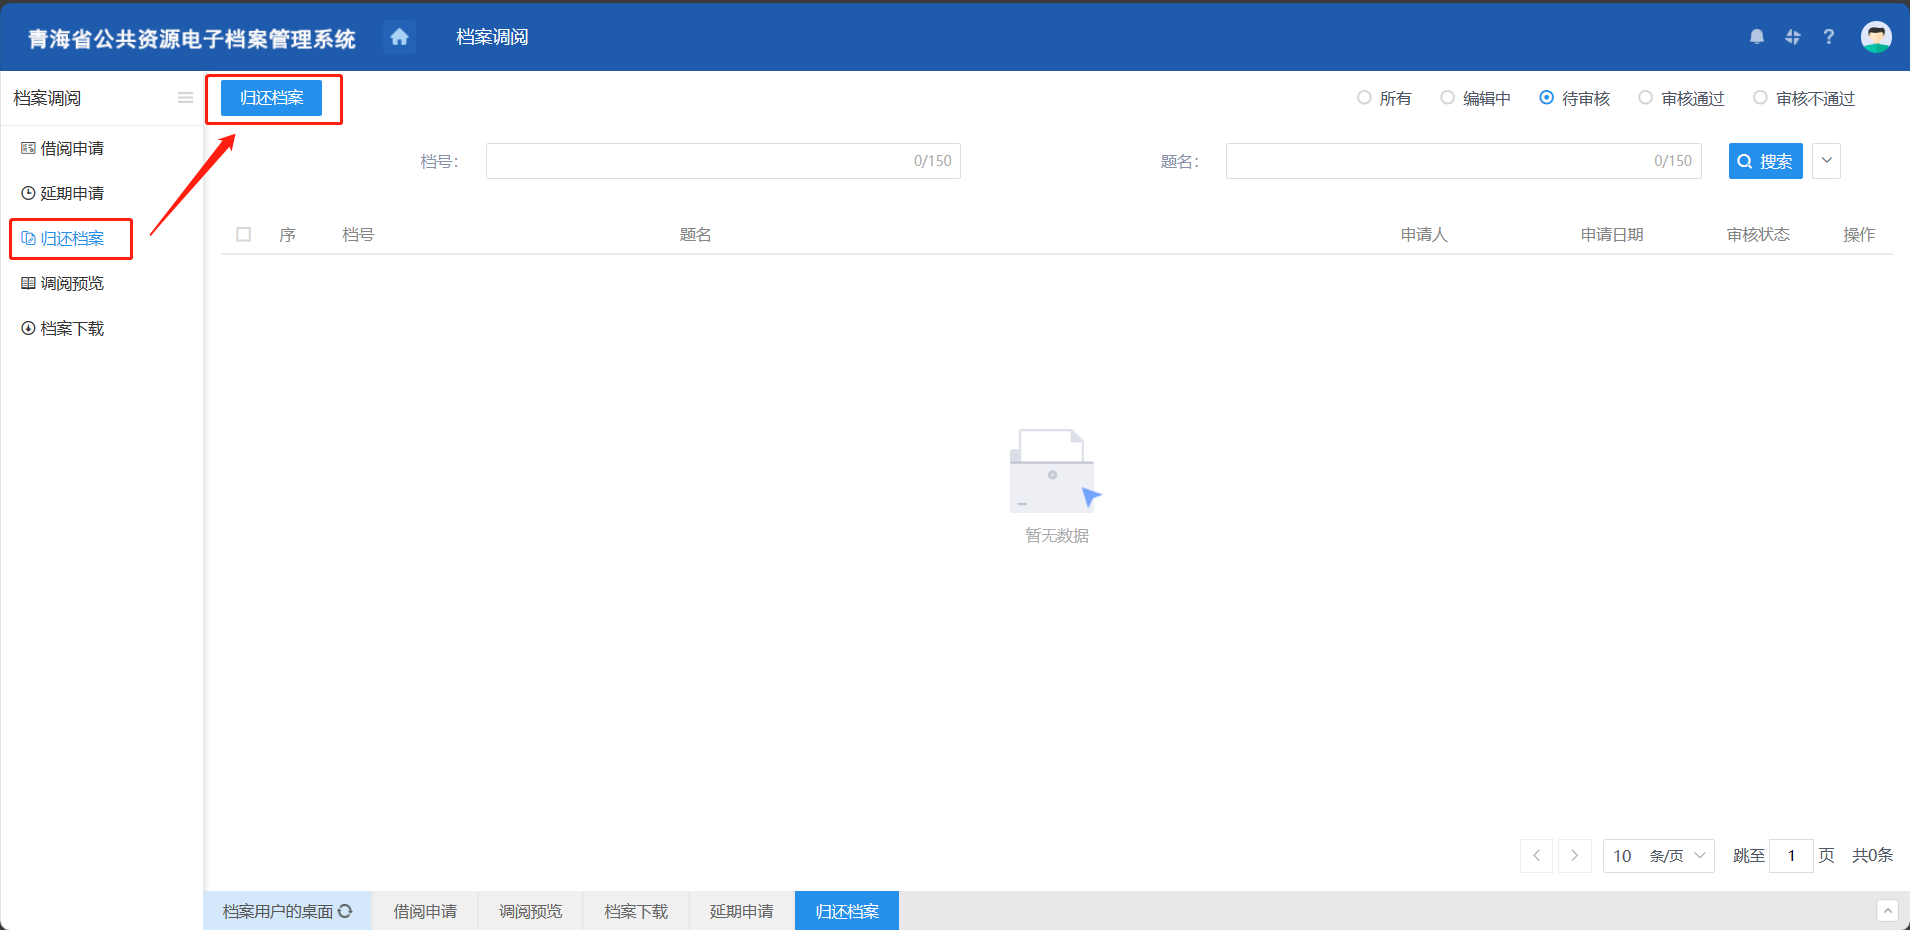 青海省公共资源电子档案管理系统 档案调阅 ?
档案调阅
归还档案
所有 编辑中 待审核 审核通过 审核不通过
借阅申请
延期申请
归还档案
调阅预览
档案下载
档号： 0/150 题名： 0/150 搜索
序 档号 题名 申请人 申请日期 审核状态 操作
暂无数据
10 条/页 跳至 1 页 共0条
档案用户的桌面 借阅申请 调阅预览 档案下载 延期申请 归还档案